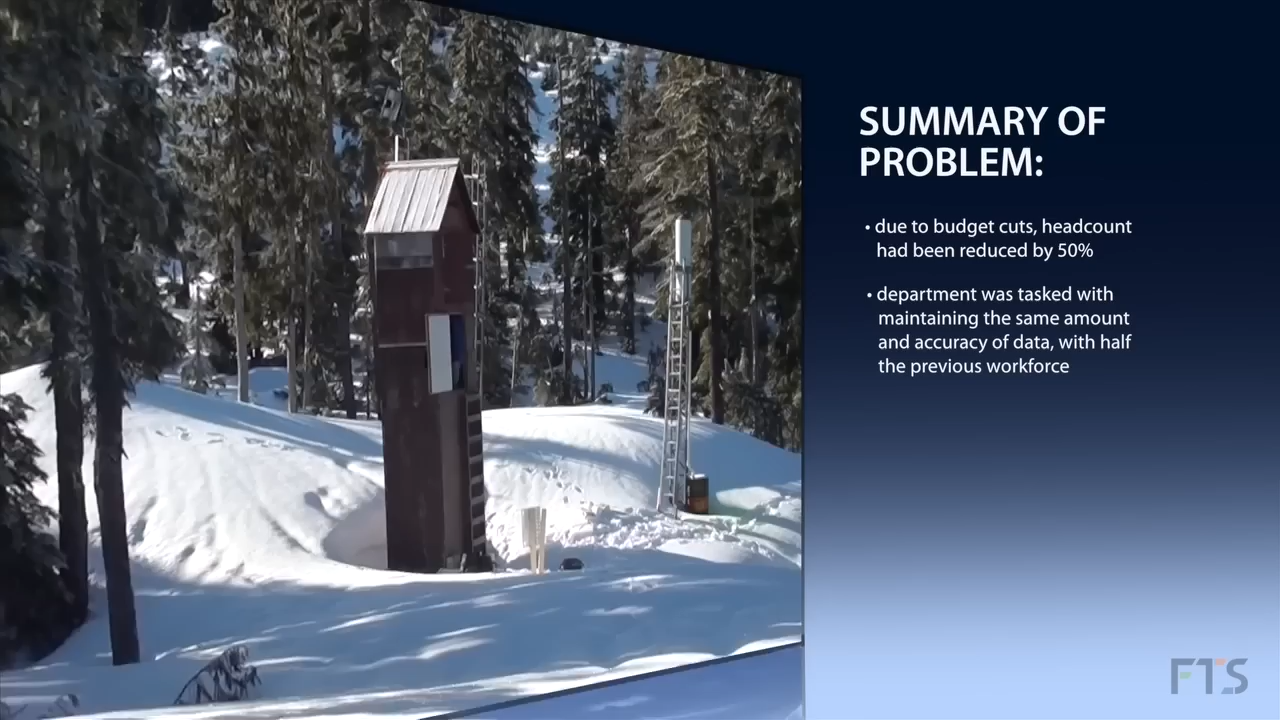 SUMMARY OF
PROBLEM:
• due to budget cuts, headcount
had been reduced by 50%
• department was tasked with
maintaining the same amount
and accuracy of data, with half
the previous workforce
FTS